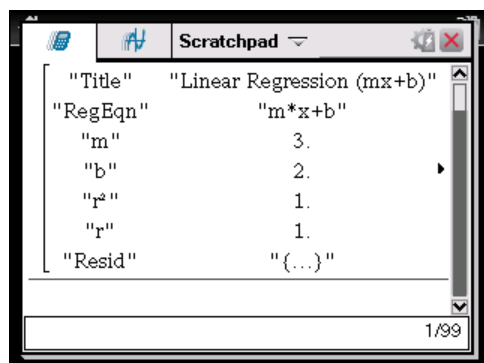 Scratchpad
"Title" "Linear Regression (mx+b)"
"RegEqn" "m*x+b"
"m" 3.
"b" 2.
"r²" 1.
"r" 1.
"Resid" "{...}"
1/99